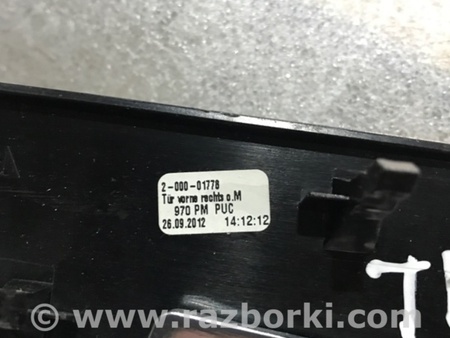 2-000-01778
Tür vorne rechts o.M
970 PM PUC
26.09.2012 14:12:12
www.razborki.com